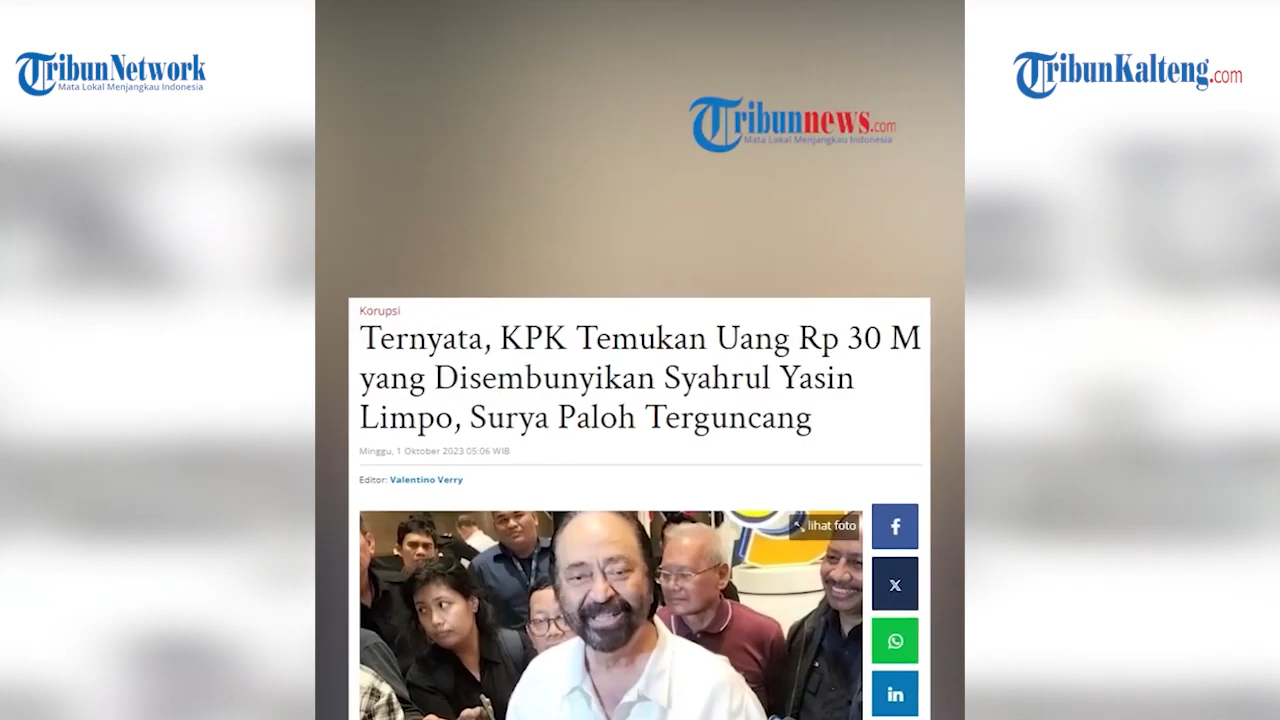 TribunNetwork
Mata Lokal Menjangkau Indonesia
TribunKalteng.com
Tribunnews.com
Mata Lokal Menjangkau Indonesia
Korupsi
Ternyata, KPK Temukan Uang Rp 30 M
yang Disembunyikan Syahrul Yasin
Limpo, Surya Paloh Terguncang
Minggu, 1 Oktober 2023 05:06 WIB
Editor: Valentino Verry
lihat foto
f
X
in